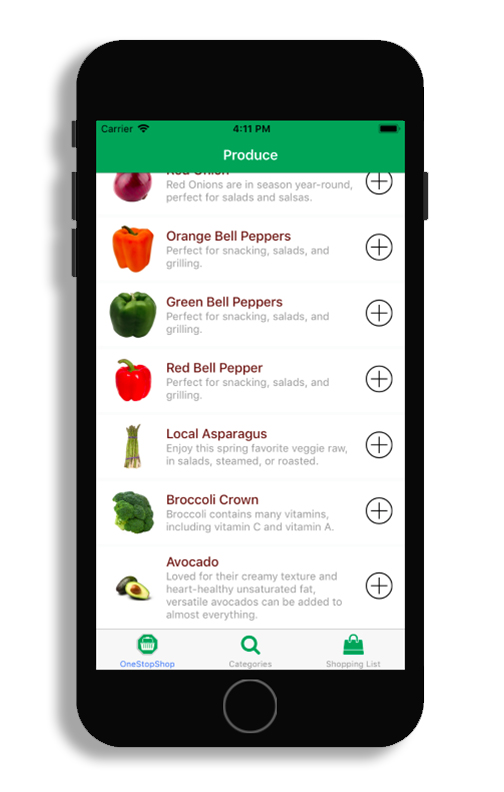 Carrier 4:11 PM
Produce
Red Onion
Red Onions are in season year-round,
perfect for salads and salsas.
Orange Bell Peppers
Perfect for snacking, salads, and
grilling.
Green Bell Peppers
Perfect for snacking, salads, and
grilling.
Red Bell Pepper
Perfect for snacking, salads, and
grilling.
Local Asparagus
Enjoy this spring favorite veggie raw,
in salads, steamed, or roasted.
Broccoli Crown
Broccoli contains many vitamins,
including vitamin C and vitamin A.
Avocado
Loved for their creamy texture and
heart-healthy unsaturated fat,
versatile avocados can be added to
almost everything.
OneStopShop Categories Shopping List